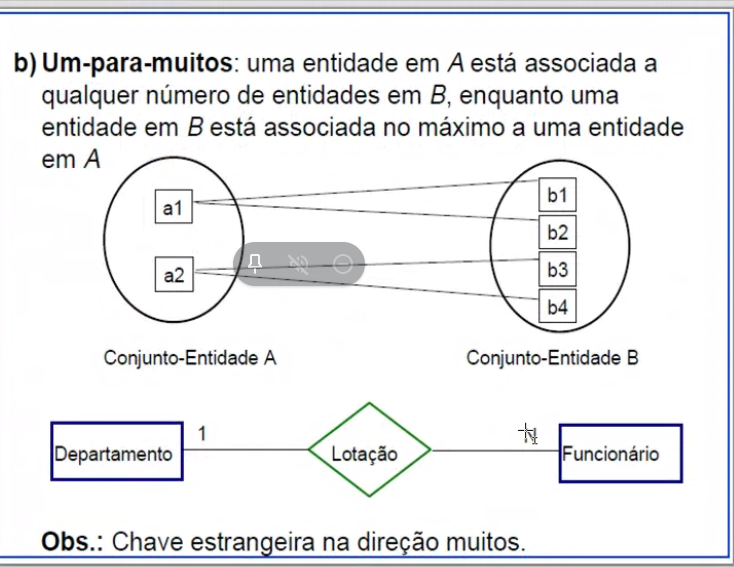 b) Um-para-muitos: uma entidade em A está associada a
qualquer número de entidades em B, enquanto uma
entidade em B está associada no máximo a uma entidade
em A
a1
a2
b1
b2
b3
b4
Conjunto-Entidade A
Conjunto-Entidade B
Departamento
1
Lotação
N
Funcionário
Obs.: Chave estrangeira na direção muitos.